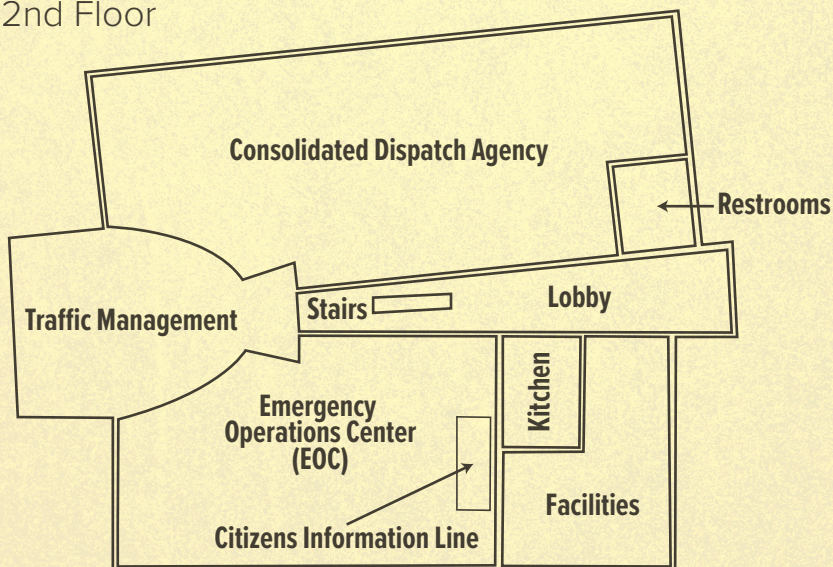 2nd Floor
Consolidated Dispatch Agency
Restrooms
Lobby
Stairs
Traffic Management
Kitchen
Emergency
Operations Center
(EOC)
Facilities
Citizens Information Line